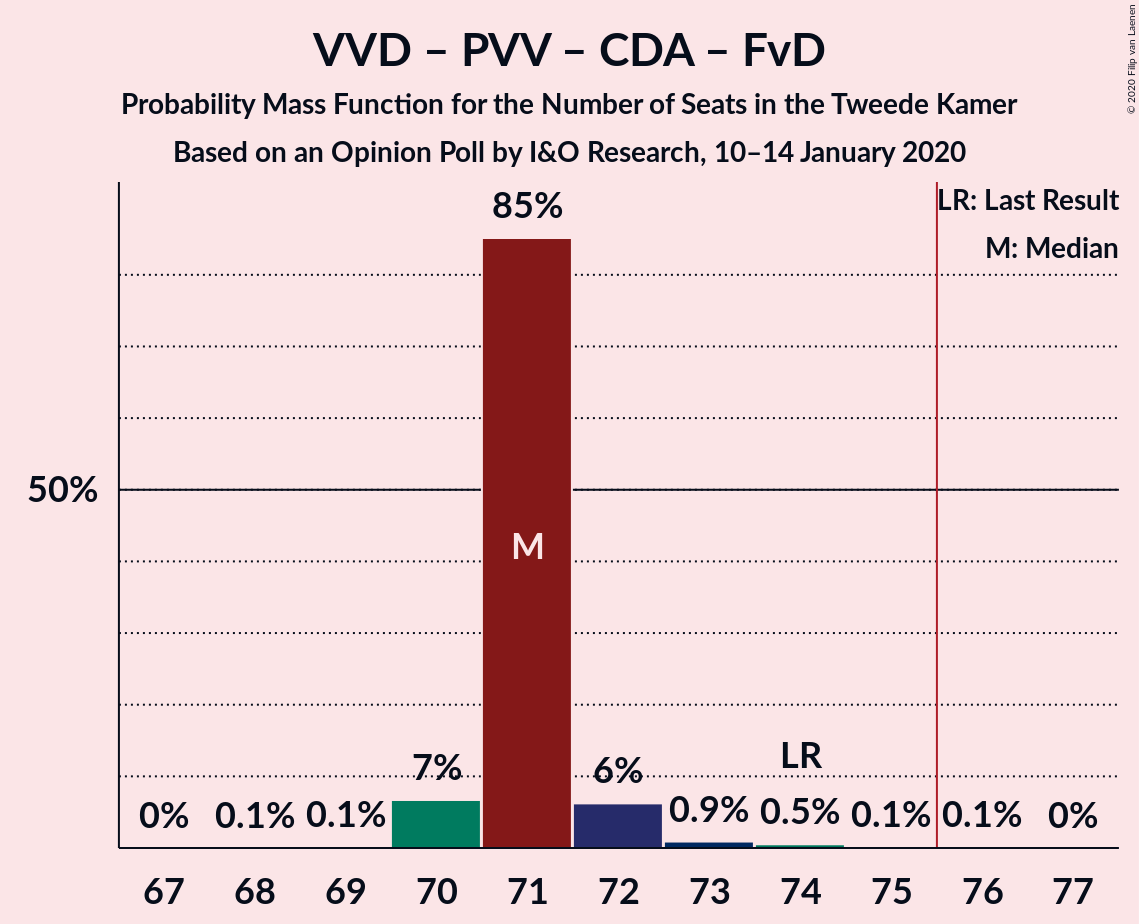 VVD – PVV – CDA – FvD
Probability Mass Function for the Number of Seats in the Tweede Kamer
Based on an Opinion Poll by I&O Research, 10–14 January 2020
© 2020 Filip van Laenen
LR: Last Result
M: Median
85%
50%
M
LR
0% 0.1% 0.1% 7% 6% 0.9% 0.5% 0.1% 0.1% 0%
67 68 69 70 71 72 73 74 75 76 77